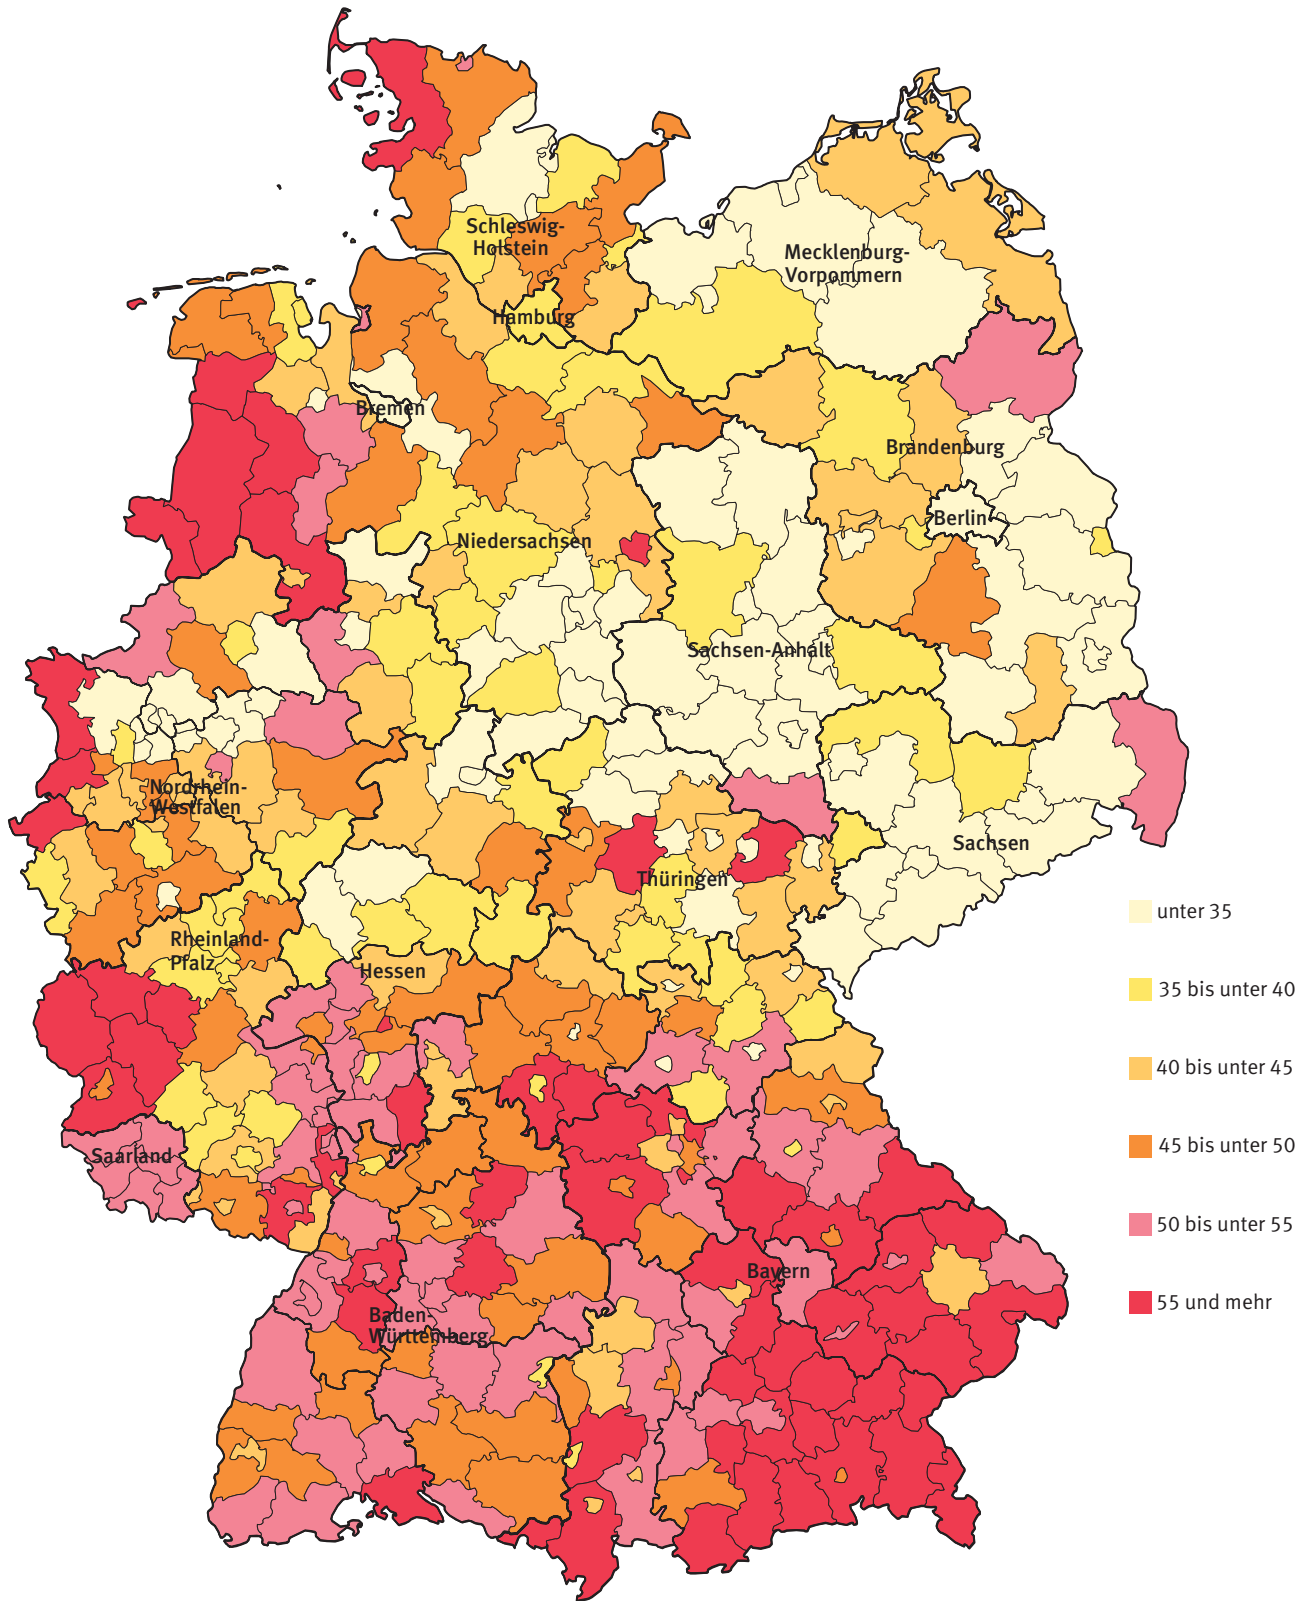 Schleswig-
Holstein
Mecklenburg-
Vorpommern
Hamburg
Bremen
Brandenburg
Berlin
Niedersachsen
Sachsen-Anhalt
Nordrhein-
Westfalen
Sachsen
Thüringen
Rheinland-
Pfalz
Hessen
Saarland
Bayern
Baden-
Württemberg
unter 35
35 bis unter 40
40 bis unter 45
45 bis unter 50
50 bis unter 55
55 und mehr